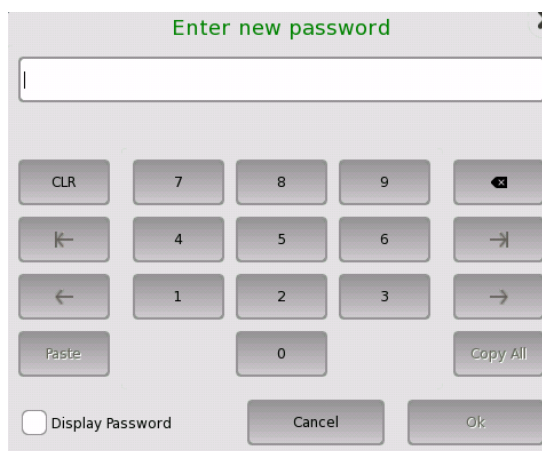 Enter new password
CLR 7 8 9
4 5 6
1 2 3
Paste 0 Copy All
Display Password Cancel Ok